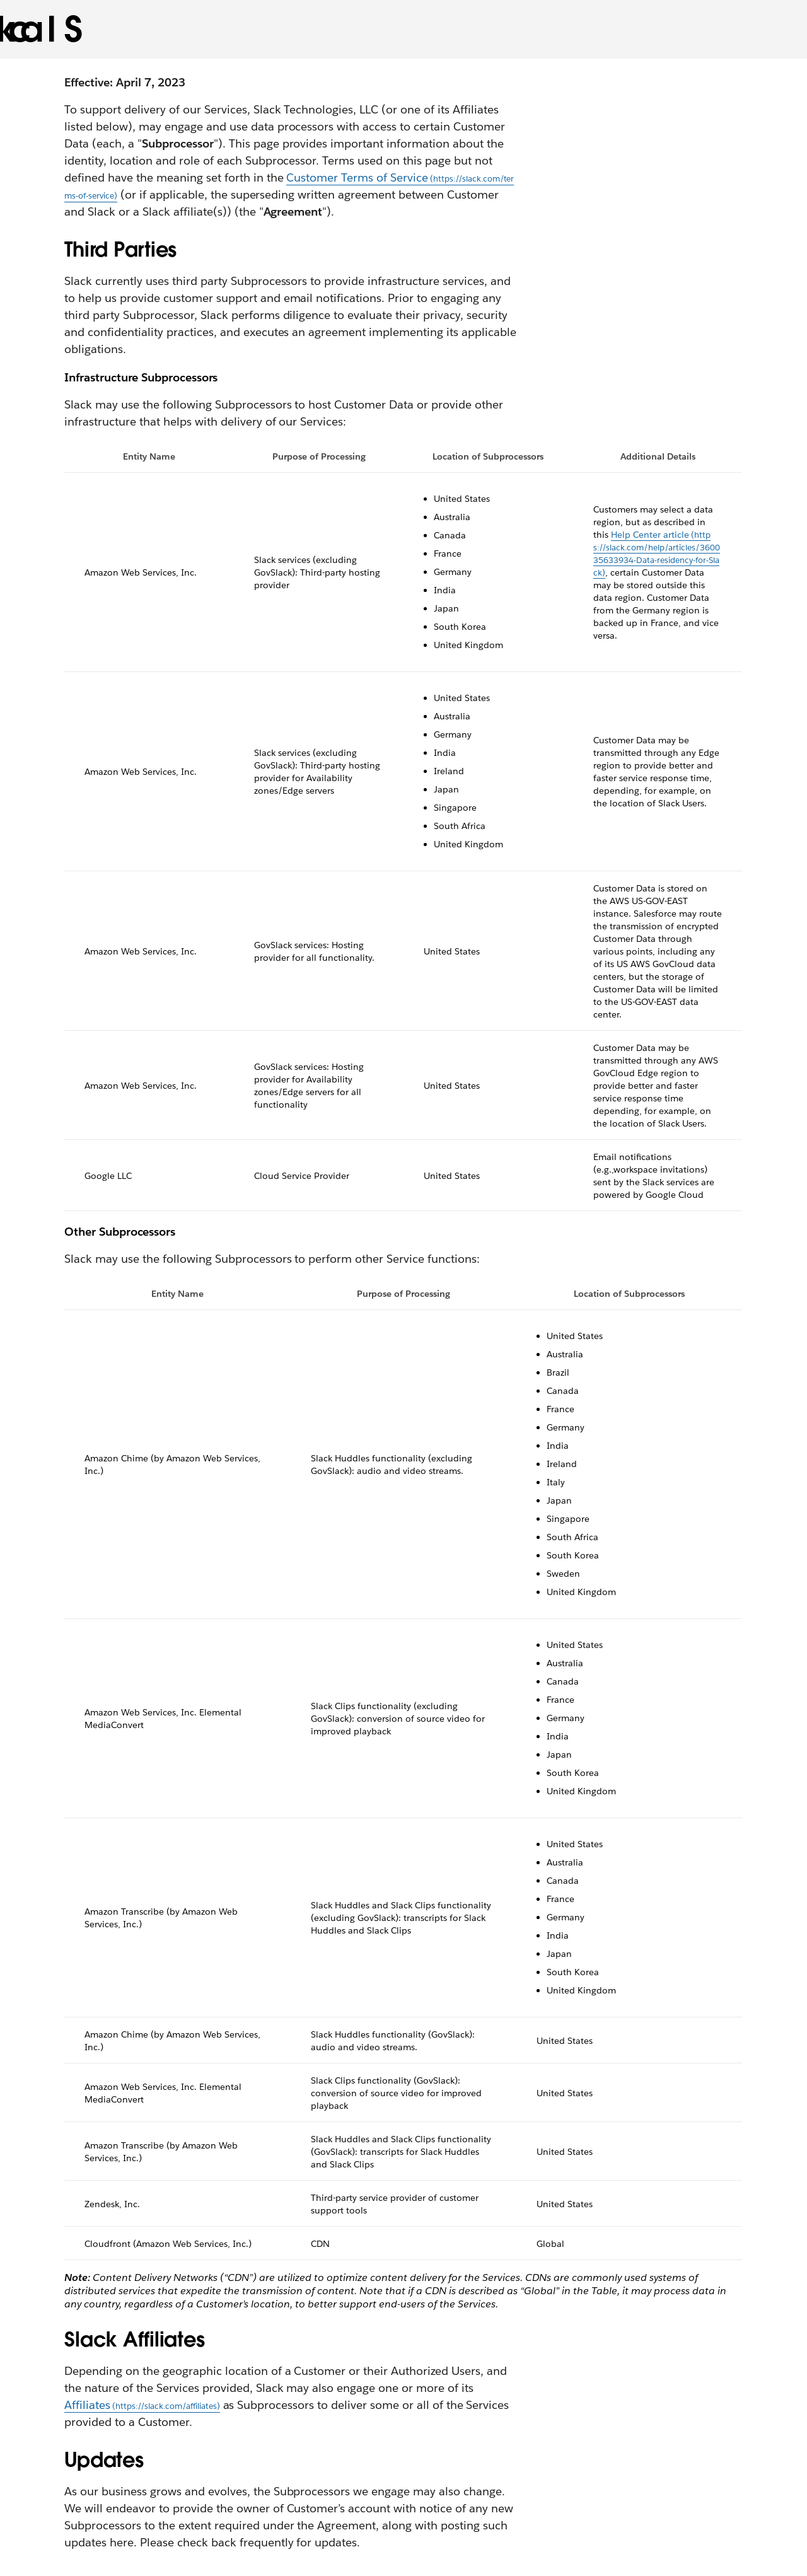 Effective: April 7, 2023
To support delivery of our Services, Slack Technologies, LLC (or one of its Affiliates
listed below), may engage and use data processors with access to certain Customer
Data (each, a "Subprocessor"). This page provides important information about the
identity, location and role of each Subprocessor. Terms used on this page but not
defined have the meaning set forth in the Customer Terms of Service (https://slack.com/ter
ms-of-service) (or if applicable, the superseding written agreement between Customer
and Slack or a Slack affiliate(s)) (the "Agreement").
Third Parties
Slack currently uses third party Subprocessors to provide infrastructure services, and
to help us provide customer support and email notifications. Prior to engaging any
third party Subprocessor, Slack performs diligence to evaluate their privacy, security
and confidentiality practices, and executes an agreement implementing its applicable
obligations.
Infrastructure Subprocessors
Slack may use the following Subprocessors to host Customer Data or provide other
infrastructure that helps with delivery of our Services:
Entity Name Purpose of Processing Location of Subprocessors Additional Details
Amazon Web Services, Inc.
Slack services (excluding
GovSlack): Third-party hosting
provider
• United States
• Australia
• Canada
• France
• Germany
• India
• Japan
• South Korea
• United Kingdom
Customers may select a data
region, but as described in
this Help Center article (http
s://slack.com/help/articles/3600
35633934-Data-residency-for-Sla
ck), certain Customer Data
may be stored outside this
data region. Customer Data
from the Germany region is
backed up in France, and vice
versa.
Amazon Web Services, Inc.
Slack services (excluding
GovSlack): Third-party hosting
provider for Availability
zones/Edge servers
• United States
• Australia
• Germany
• India
• Ireland
• Japan
• Singapore
• South Africa
• United Kingdom
Customer Data may be
transmitted through any Edge
region to provide better and
faster service response time,
depending, for example, on
the location of Slack Users.
Amazon Web Services, Inc.
GovSlack services: Hosting
provider for all functionality.
United States
Customer Data is stored on
the AWS US-GOV-EAST
instance. Salesforce may route
the transmission of encrypted
Customer Data through
various points, including any
of its US AWS GovCloud data
centers, but the storage of
Customer Data will be limited
to the US-GOV-EAST data
center.
Amazon Web Services, Inc.
GovSlack services: Hosting
provider for Availability
zones/Edge servers for all
functionality
United States
Customer Data may be
transmitted through any AWS
GovCloud Edge region to
provide better and faster
service response time
depending, for example, on
the location of Slack Users.
Google LLC
Cloud Service Provider
United States
Email notifications
(e.g.,workspace invitations)
sent by the Slack services are
powered by Google Cloud
Other Subprocessors
Slack may use the following Subprocessors to perform other Service functions:
Entity Name Purpose of Processing Location of Subprocessors
Amazon Chime (by Amazon Web Services,
Inc.)
Slack Huddles functionality (excluding
GovSlack): audio and video streams.
• United States
• Australia
• Brazil
• Canada
• France
• Germany
• India
• Ireland
• Italy
• Japan
• Singapore
• South Africa
• South Korea
• Sweden
• United Kingdom
Amazon Web Services, Inc. Elemental
MediaConvert
Slack Clips functionality (excluding
GovSlack): conversion of source video for
improved playback
• United States
• Australia
• Canada
• France
• Germany
• India
• Japan
• South Korea
• United Kingdom
Amazon Transcribe (by Amazon Web
Services, Inc.)
Slack Huddles and Slack Clips functionality
(excluding GovSlack): transcripts for Slack
Huddles and Slack Clips
• United States
• Australia
• Canada
• France
• Germany
• India
• Japan
• South Korea
• United Kingdom
Amazon Chime (by Amazon Web Services,
Inc.)
Slack Huddles functionality (GovSlack):
audio and video streams.
United States
Amazon Web Services, Inc. Elemental
MediaConvert
Slack Clips functionality (GovSlack):
conversion of source video for improved
playback
United States
Amazon Transcribe (by Amazon Web
Services, Inc.)
Slack Huddles and Slack Clips functionality
(GovSlack): transcripts for Slack Huddles
and Slack Clips
United States
Zendesk, Inc.
Third-party service provider of customer
support tools
United States
Cloudfront (Amazon Web Services, Inc.)
CDN
Global
Note: Content Delivery Networks (“CDN”) are utilized to optimize content delivery for the Services. CDNs are commonly used systems of
distributed services that expedite the transmission of content. Note that if a CDN is described as “Global” in the Table, it may process data in
any country, regardless of a Customer’s location, to better support end-users of the Services.
Slack Affiliates
Depending on the geographic location of a Customer or their Authorized Users, and
the nature of the Services provided, Slack may also engage one or more of its
Affiliates (https://slack.com/affiliates) as Subprocessors to deliver some or all of the Services
provided to a Customer.
Updates
As our business grows and evolves, the Subprocessors we engage may also change.
We will endeavor to provide the owner of Customer’s account with notice of any new
Subprocessors to the extent required under the Agreement, along with posting such
updates here. Please check back frequently for updates.